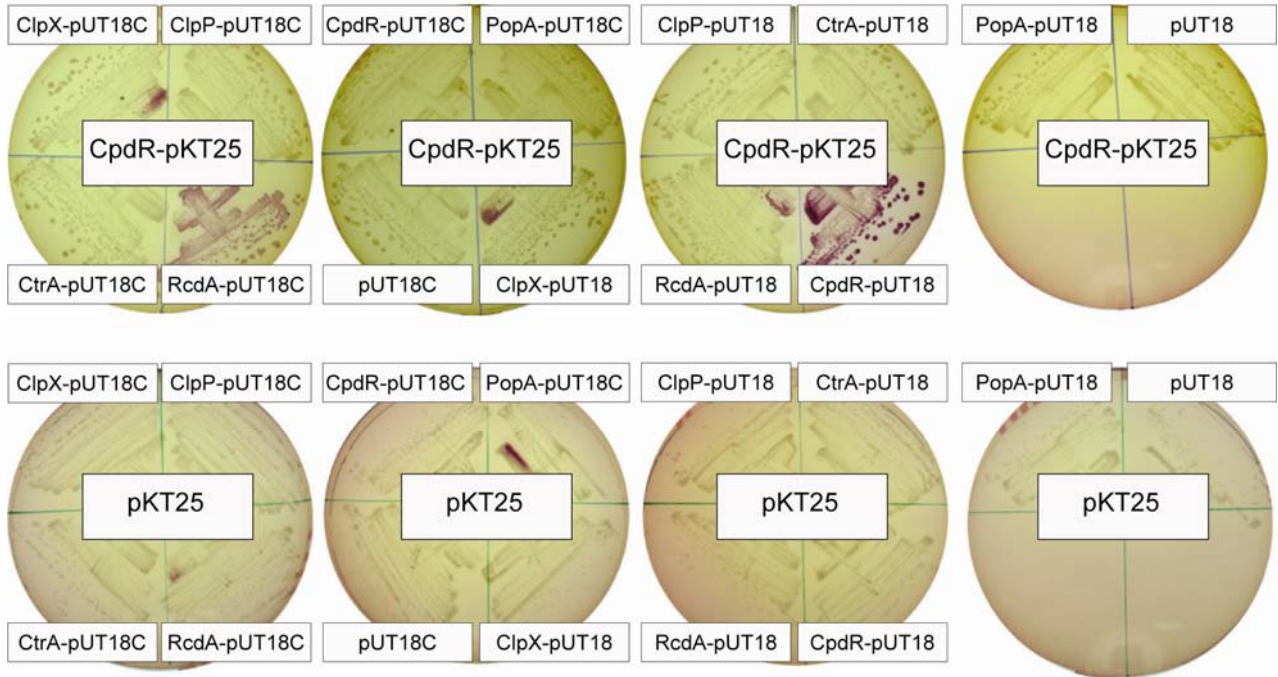 ClpX-pUT18C ClpP-pUT18C CpdR-pUT18C PopA-pUT18C ClpP-pUT18 CtrA-pUT18 PopA-pUT18 pUT18
CpdR-pKT25 CpdR-pKT25 CpdR-pKT25 CpdR-pKT25
CtrA-pUT18C RcdA-pUT18C pUT18C ClpX-pUT18 RcdA-pUT18 CpdR-pUT18
ClpX-pUT18C ClpP-pUT18C CpdR-pUT18C PopA-pUT18C ClpP-pUT18 CtrA-pUT18 PopA-pUT18 pUT18
pKT25 pKT25 pKT25 pKT25
CtrA-pUT18C RcdA-pUT18C pUT18C ClpX-pUT18 RcdA-pUT18 CpdR-pUT18